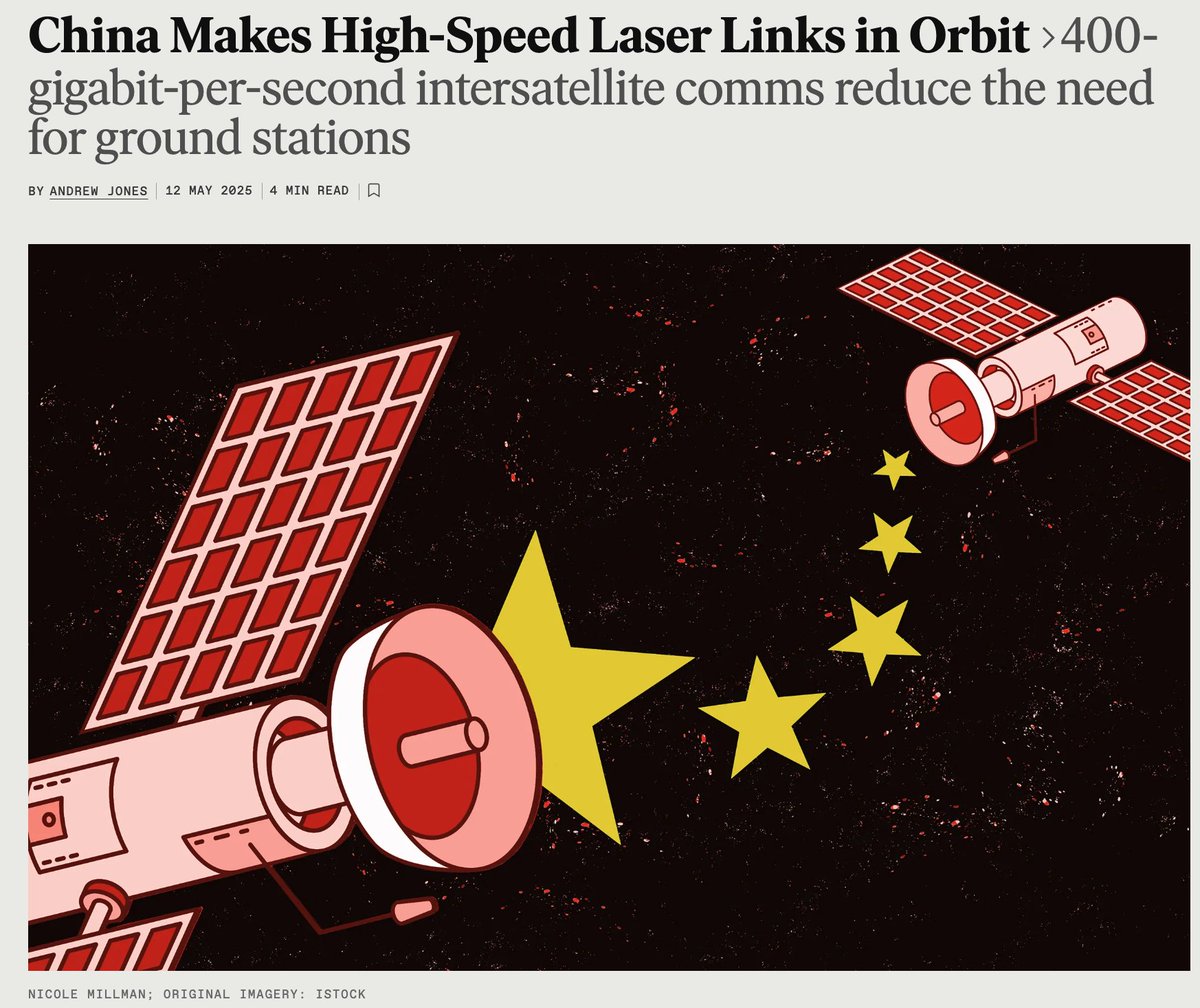 China Makes High-Speed Laser Links in Orbit >400-
gigabit-per-second intersatellite comms reduce the need
for ground stations
BY ANDREW JONES | 12 MAY 2025 | 4 MIN READ |
NICOLE MILLMAN; ORIGINAL IMAGERY: ISTOCK